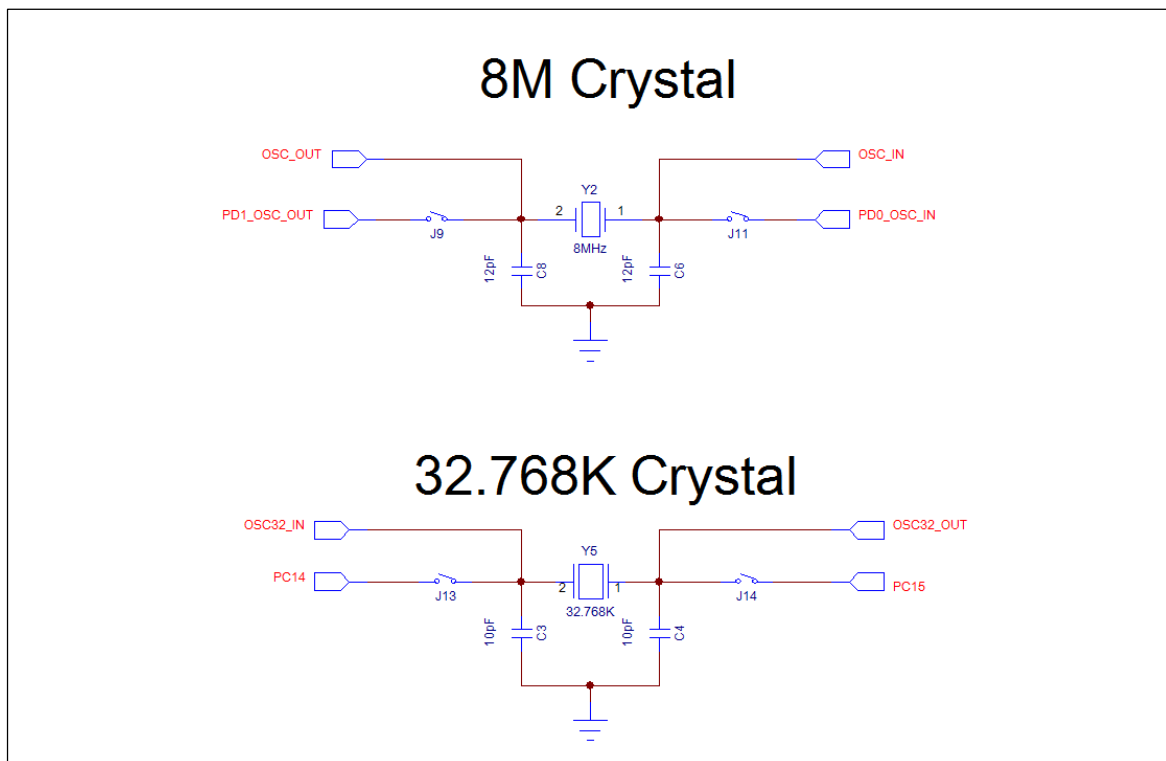 8M Crystal
OSC_OUT
OSC_IN
Y2
PD1_OSC_OUT
2
1
PD0_OSC_IN
J9
8MHz
J11
12pF
C8
12pF
C6
32.768K Crystal
OSC32_IN
OSC32_OUT
Y5
PC14
2
1
PC15
J13
32.768K
J14
10pF
C3
10pF
C4